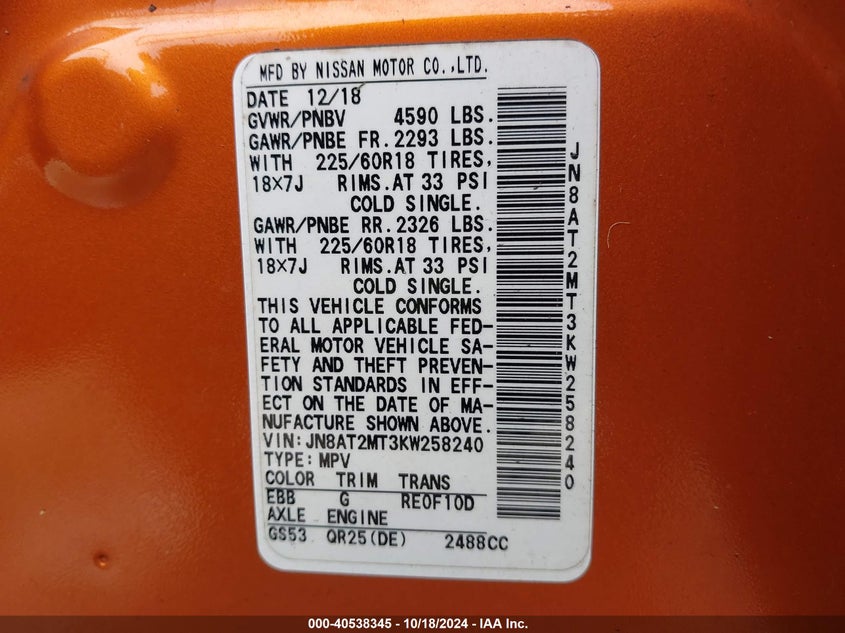 MFD BY NISSAN MOTOR CO.,LTD.
DATE 12/18
GVWR/PNBV 4590 LBS.
GAWR/PNBE FR. 2293 LBS.
WITH 225/60R18 TIRES,
18×7J RIMS. AT 33 PSI
COLD SINGLE.
GAWR/PNBE RR. 2326 LBS.
WITH 225/60R18 TIRES,
18×7J RIMS. AT 33 PSI
COLD SINGLE.
THIS VEHICLE CONFORMS
TO ALL APPLICABLE FED-
ERAL MOTOR VEHICLE SA-
FETY AND THEFT PREVEN-
TION STANDARDS IN EFF-
ECT ON THE DATE OF MA-
NUFACTURE SHOWN ABOVE.
VIN:JN8AT2MT3KW258240
TYPE:MPV
COLOR TRIM TRANS
EBB G RE0F10D
AXLE ENGINE
GS53 QR25(DE) 2488CC
JN8AT2MT3KW258240
000-40538345 - 10/18/2024 - IAA Inc.